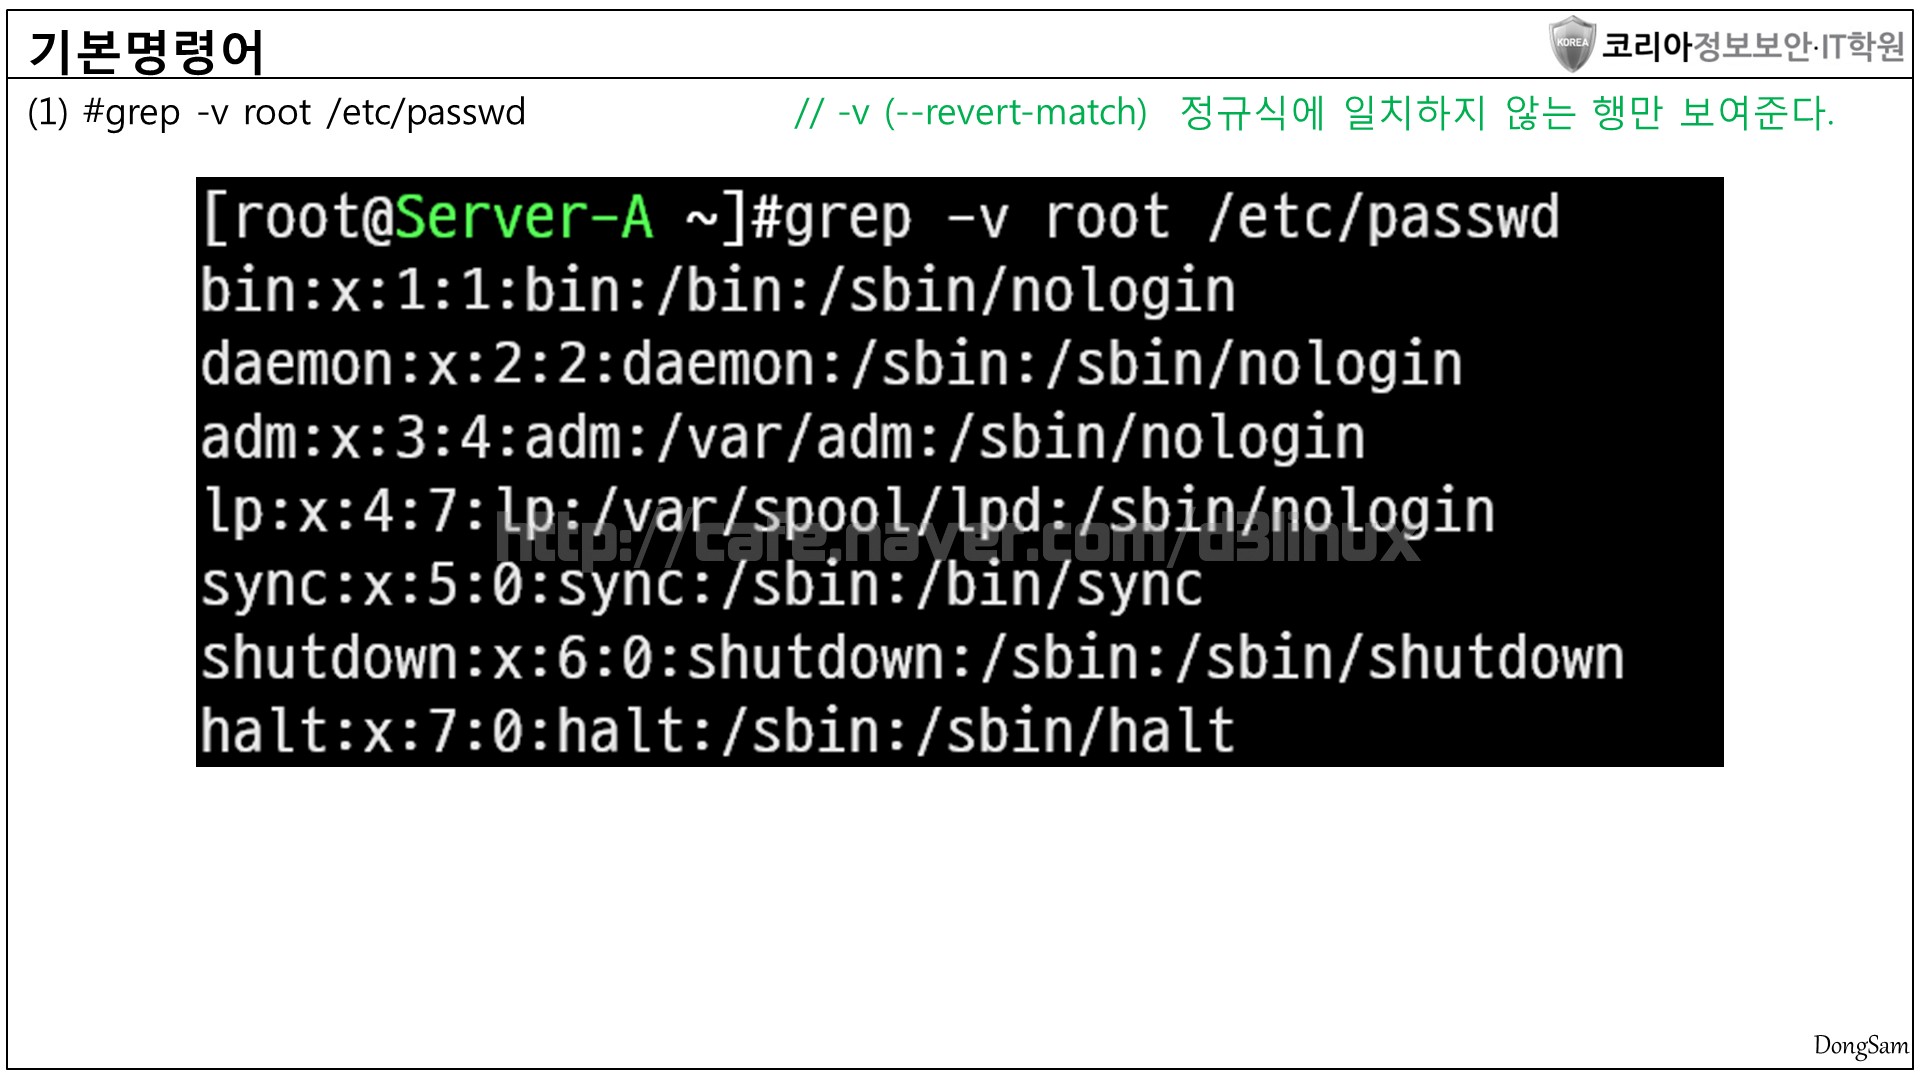 기본명령어
KOREA 코리아정보보안·IT학원
(1) #grep -v root /etc/passwd // -v (--revert-match) 정규식에 일치하지 않는 행만 보여준다.
[root@Server-A ~]#grep -v root /etc/passwd
bin:x:1:1:bin:/bin:/sbin/nologin
daemon:x:2:2:daemon:/sbin:/sbin/nologin
adm:x:3:4:adm:/var/adm:/sbin/nologin
lp:x:4:7:lp:/var/spool/lpd:/sbin/nologin
http://cafe.naver.com/d3linux
sync:x:5:0:sync:/sbin:/bin/sync
shutdown:x:6:0:shutdown:/sbin:/sbin/shutdown
halt:x:7:0:halt:/sbin:/sbin/halt
DongSam